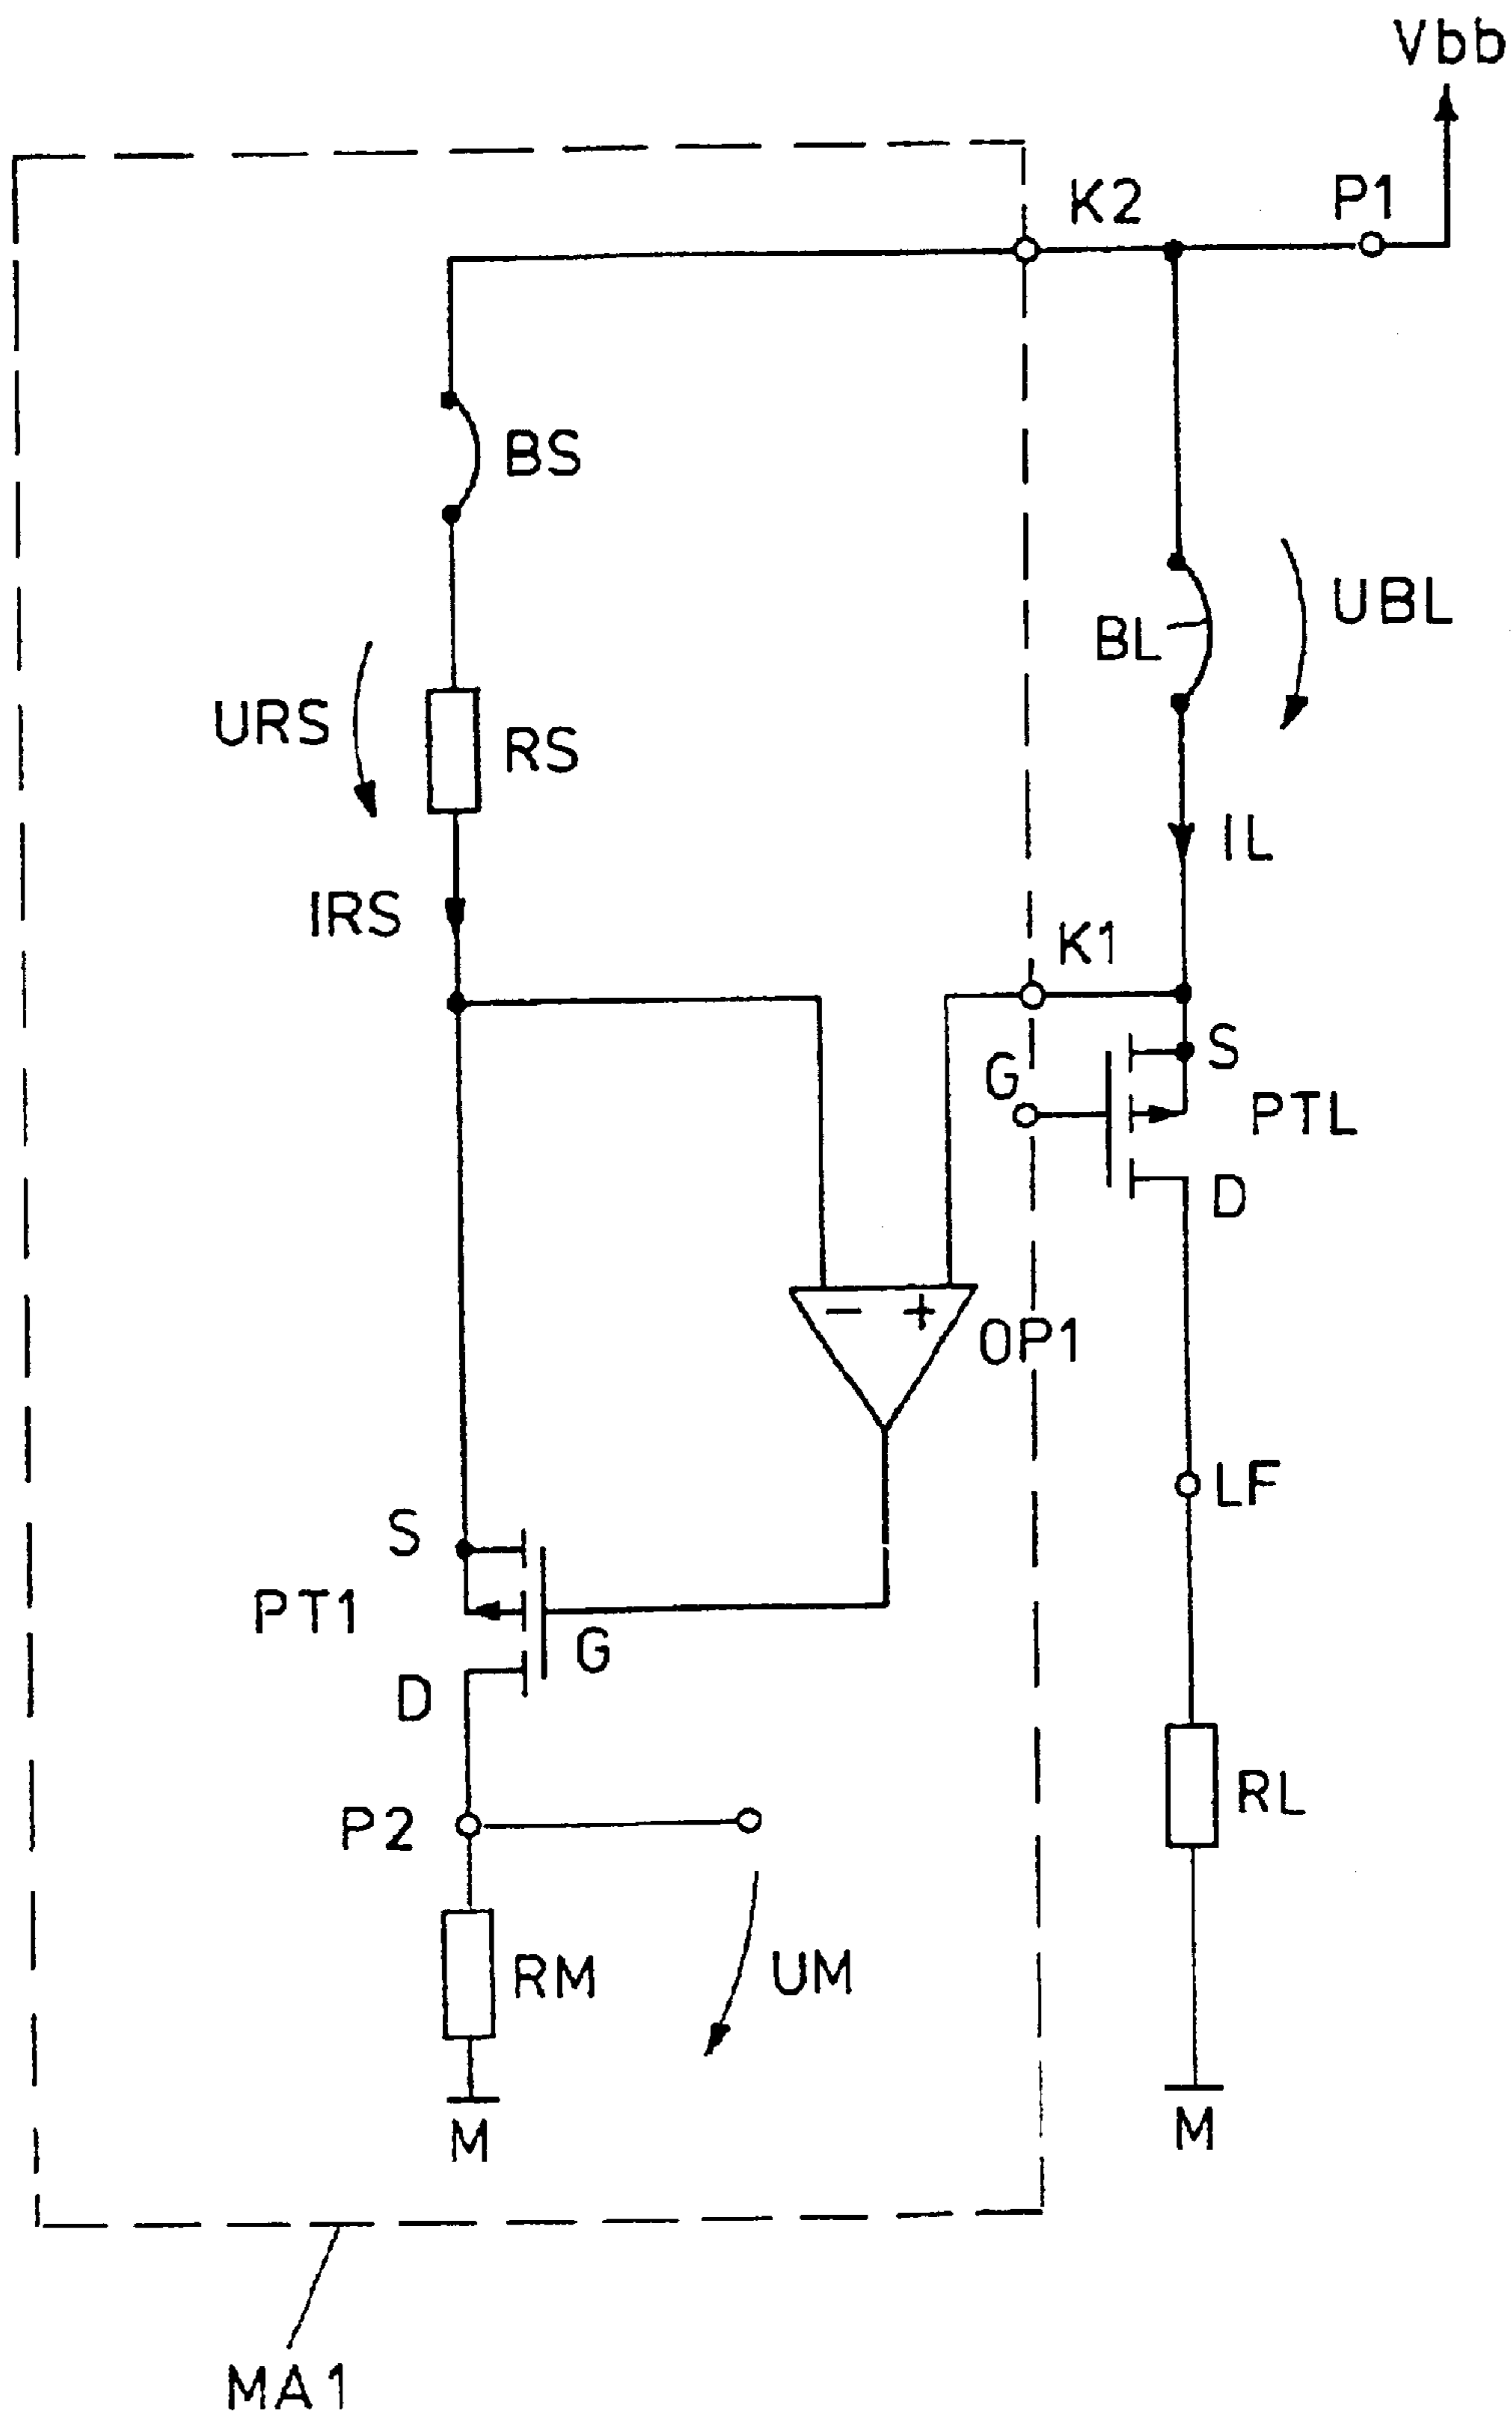 Vbb
K2
P1
BS
UBL
BL
URS
RS
IL
IRS
K1
S
G
PTL
D
- +
OP1
LF
S
PT1
G
D
RL
P2
RM
UM
M
M
MA1